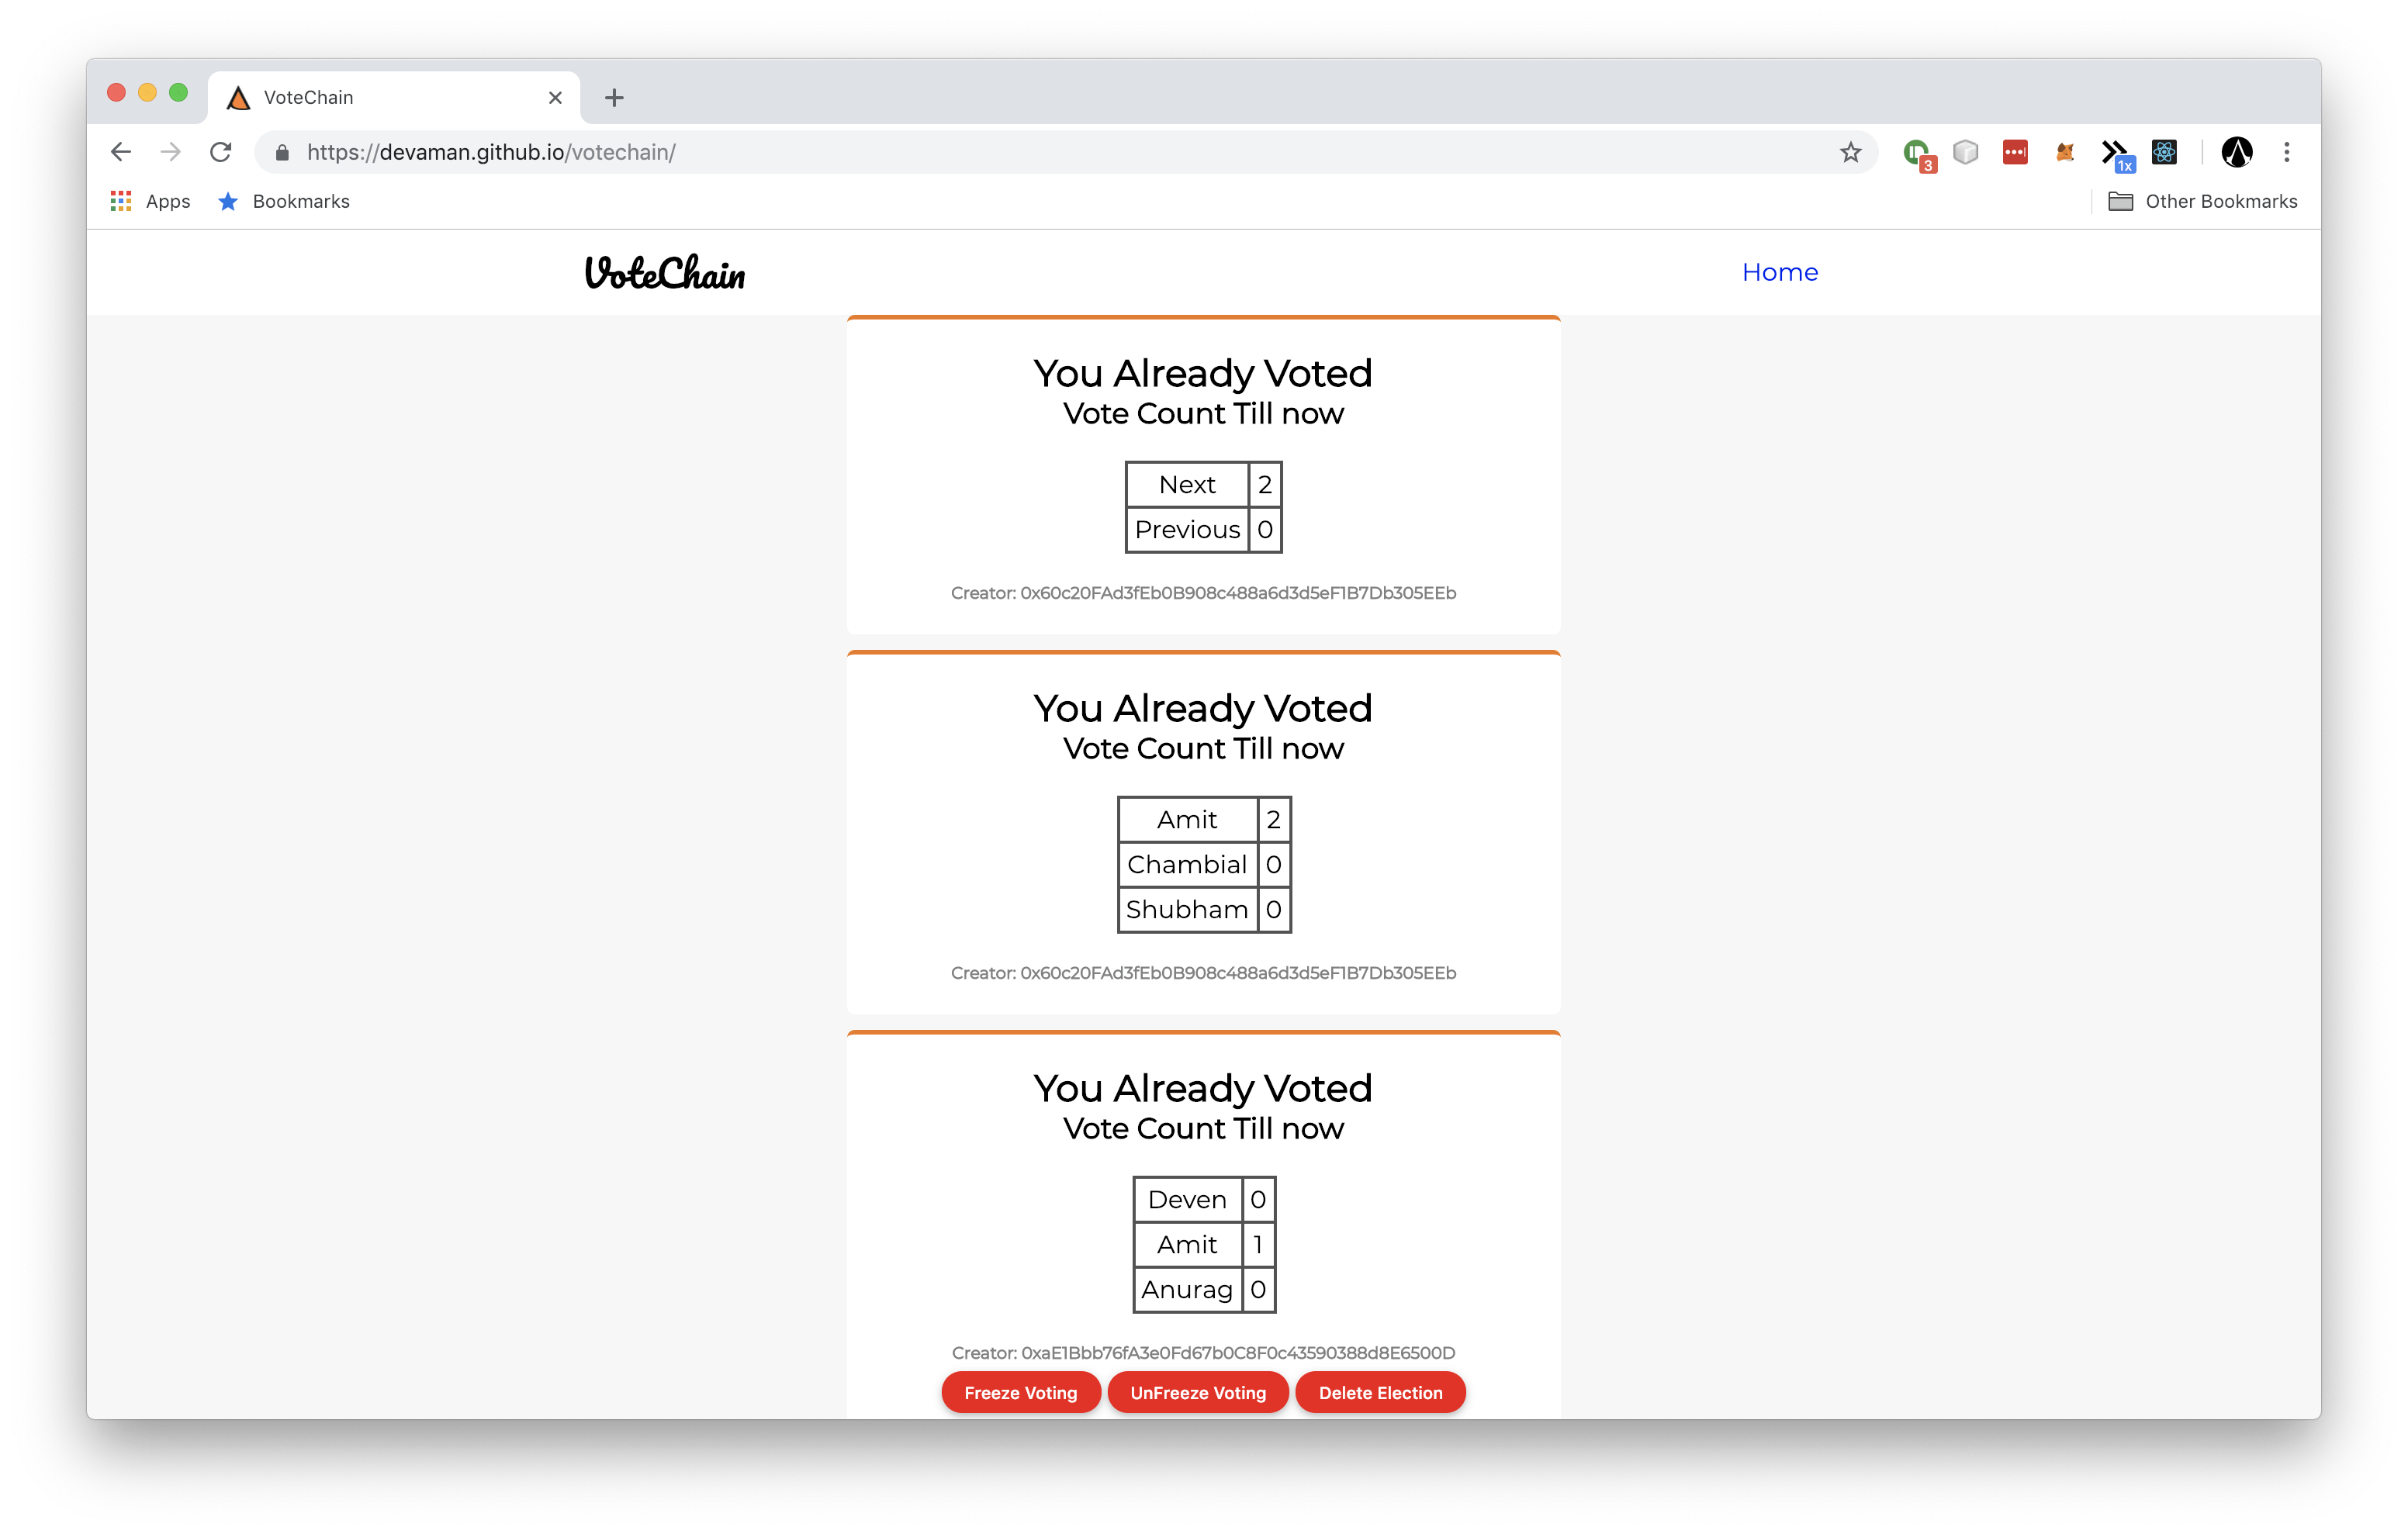 VoteChain
https://devaman.github.io/votechain/
3
1x
Apps Bookmarks Other Bookmarks
VoteChain Home
You Already Voted
Vote Count Till now
Next 2
Previous 0
Creator: 0x60c20FAd3fEb0B908c488a6d3d5eF1B7Db305EEb
You Already Voted
Vote Count Till now
Amit 2
Chambial 0
Shubham 0
Creator: 0x60c20FAd3fEb0B908c488a6d3d5eF1B7Db305EEb
You Already Voted
Vote Count Till now
Deven 0
Amit 1
Anurag 0
Creator: 0xaE1Bbb76fA3e0Fd67b0C8F0c43590388d8E6500D
Freeze Voting UnFreeze Voting Delete Election